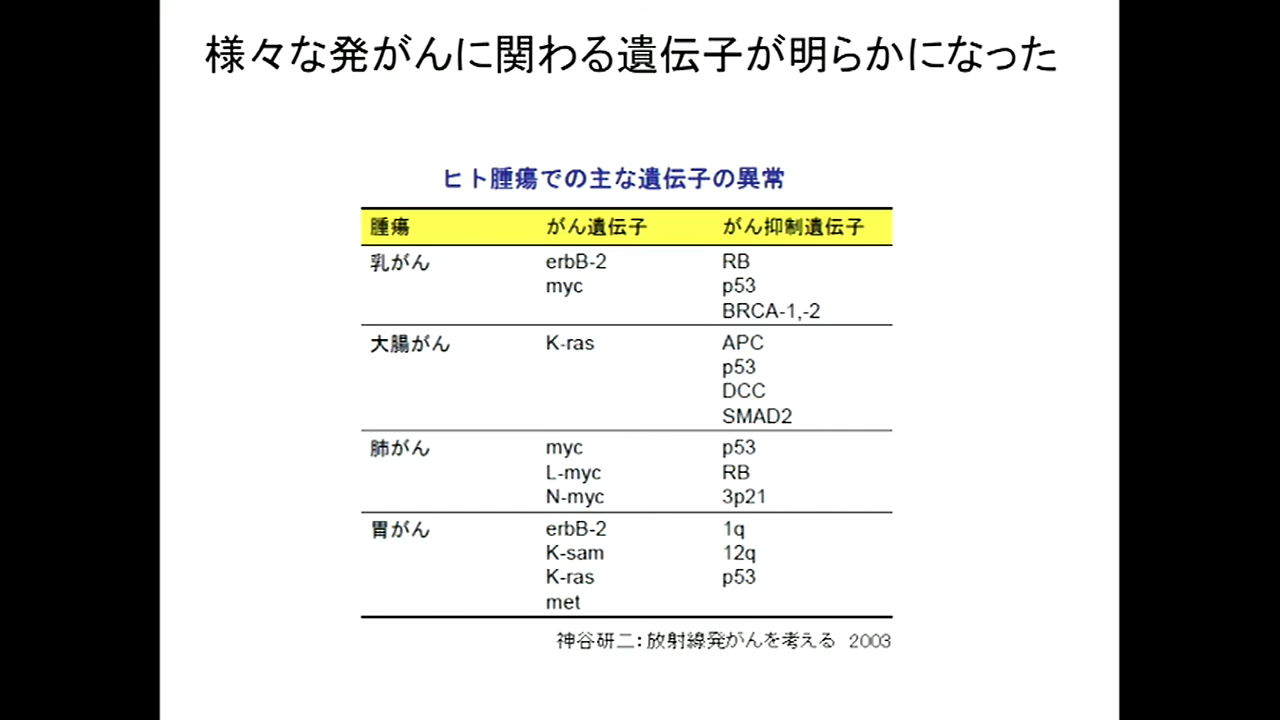 様々な発がんに関わる遺伝子が明らかになった
ヒト腫瘍での主な遺伝子の異常
腫瘍 がん遺伝子 がん抑制遺伝子
乳がん erbB-2 RB
myc p53
BRCA-1,-2
大腸がん K-ras APC
p53
DCC
SMAD2
肺がん myc p53
L-myc RB
N-myc 3p21
胃がん erbB-2 1q
K-sam 12q
K-ras p53
met
神谷研二:放射線発がんを考える 2003